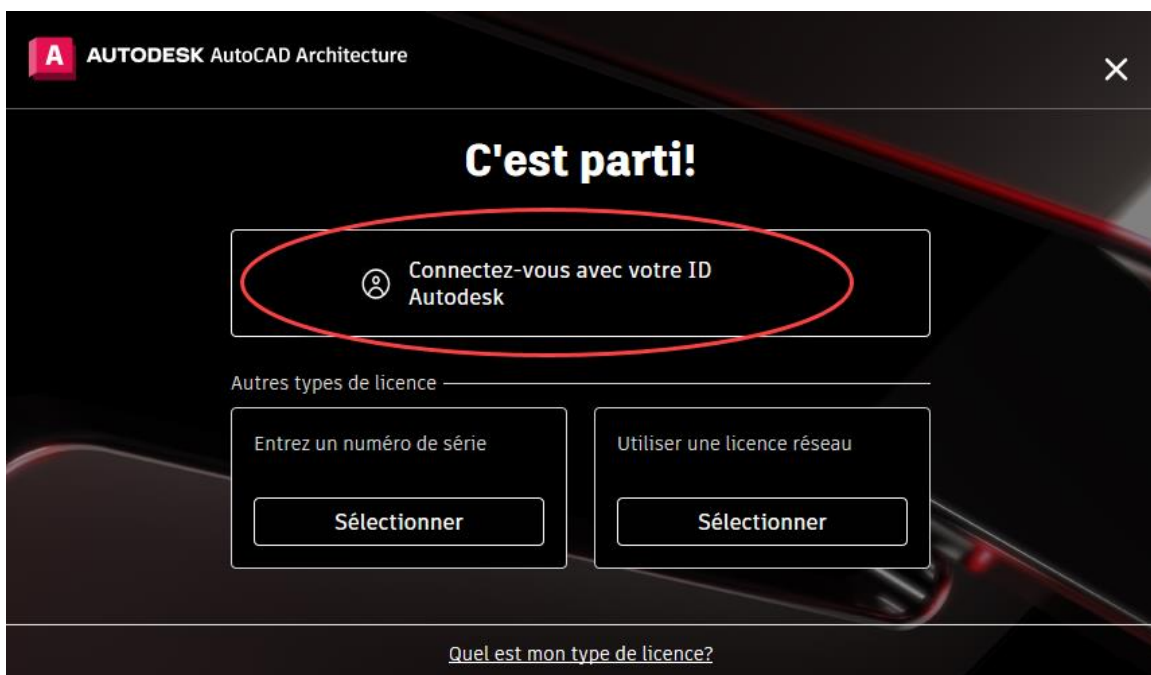 A AUTODESK AutoCAD Architecture
C'est parti!
Connectez-vous avec votre ID
Autodesk
Autres types de licence
Entrez un numéro de série
Sélectionner
Utiliser une licence réseau
Sélectionner
Quel est mon type de licence?